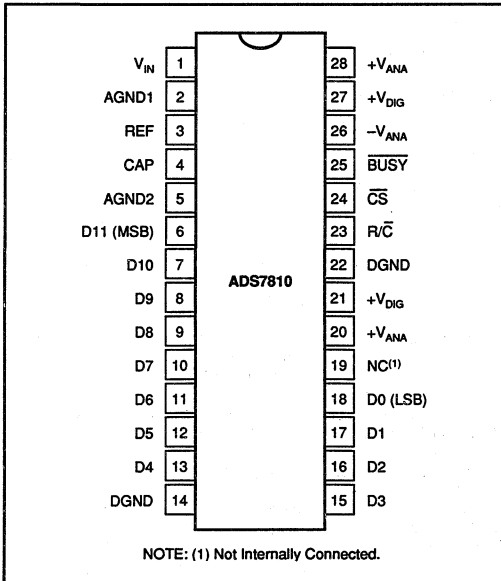 V_IN 1 28 +V_ANA
AGND1 2 27 +V_DIG
REF 3 26 –V_ANA
CAP 4 25 B̅U̅S̅Y̅
AGND2 5 24 C̅S̅
D11 (MSB) 6 23 R/C̅
D10 7 22 DGND
ADS7810
D9 8 21 +V_DIG
D8 9 20 +V_ANA
D7 10 19 NC(1)
D6 11 18 D0 (LSB)
D5 12 17 D1
D4 13 16 D2
DGND 14 15 D3
NOTE: (1) Not Internally Connected.